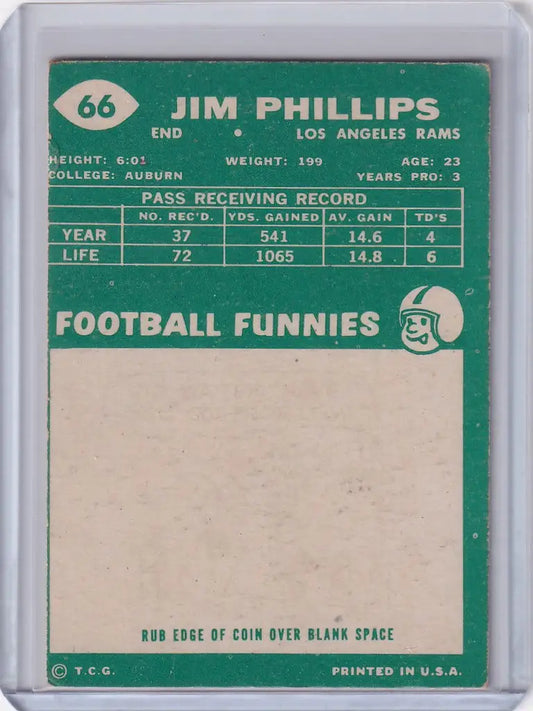 66 JIM PHILLIPS
END • LOS ANGELES RAMS
HEIGHT: 6:01 WEIGHT: 199 AGE: 23
COLLEGE: AUBURN YEARS PRO: 3
PASS RECEIVING RECORD
NO. REC'D. YDS. GAINED AV. GAIN TD'S
YEAR 37 541 14.6 4
LIFE 72 1065 14.8 6
FOOTBALL FUNNIES
RUB EDGE OF COIN OVER BLANK SPACE
© T.C.G. PRINTED IN U.S.A.